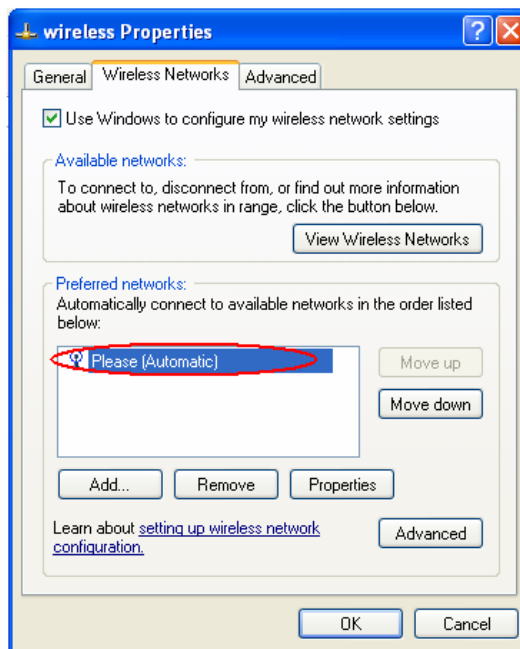 wireless Properties
General Wireless Networks Advanced
Use Windows to configure my wireless network settings
Available networks:
To connect to, disconnect from, or find out more information
about wireless networks in range, click the button below.
View Wireless Networks
Preferred networks:
Automatically connect to available networks in the order listed
below:
Please (Automatic)
Move up
Move down
Add... Remove Properties
Learn about setting up wireless network
configuration.
Advanced
OK Cancel